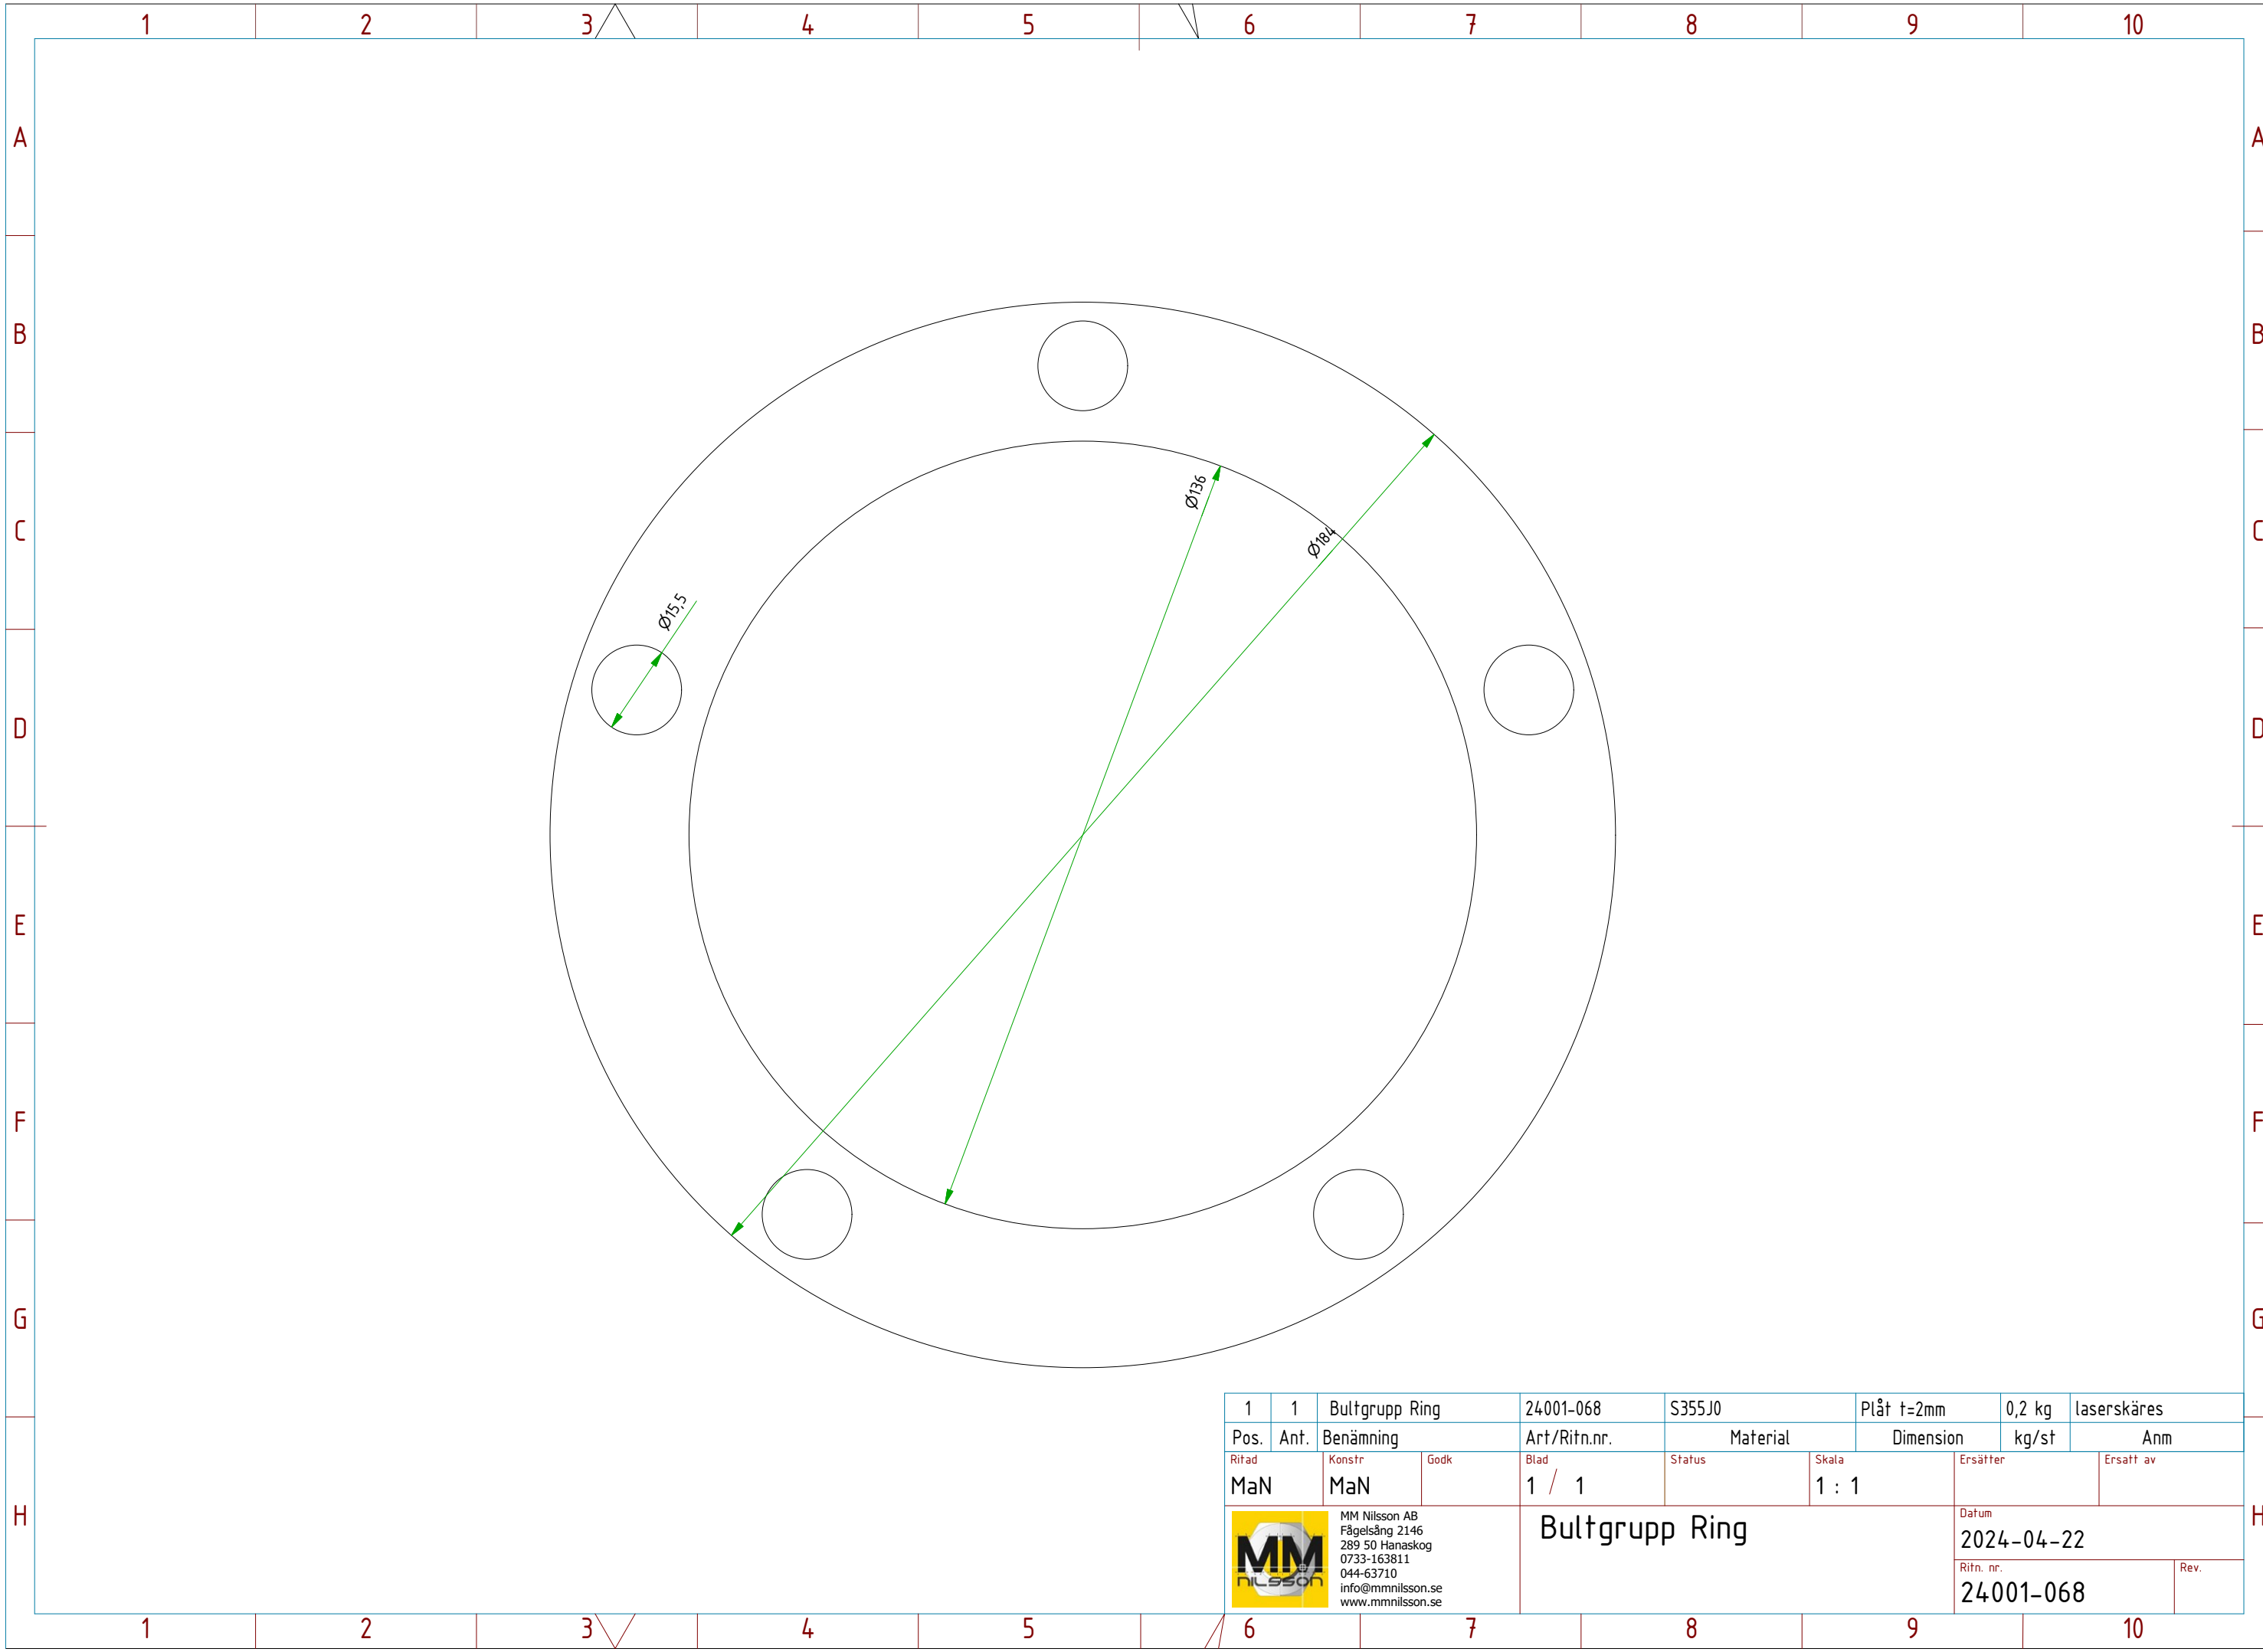 1 2 3 4 5 6 7 8 9 10
A A
B B
C C
D D
E E
F F
G G
H H
Ø136
Ø184
Ø15,5
1 1 Bultgrupp Ring 24001-068 S355J0 Plåt t=2mm 0,2 kg laserskäres
Pos. Ant. Benämning Art/Ritn.nr. Material Dimension kg/st Anm
Ritad Konstr Godk Blad Status Skala Ersätter Ersatt av
MaN MaN 1 / 1 1 : 1
MM
nilsson
MM Nilsson AB
Fågelsång 2146
289 50 Hanaskog
0733-163811
044-63710
info@mmnilsson.se
www.mmnilsson.se
Bultgrupp Ring
Datum
2024-04-22
Ritn. nr. Rev.
24001-068
1 2 3 4 5 6 7 8 9 10